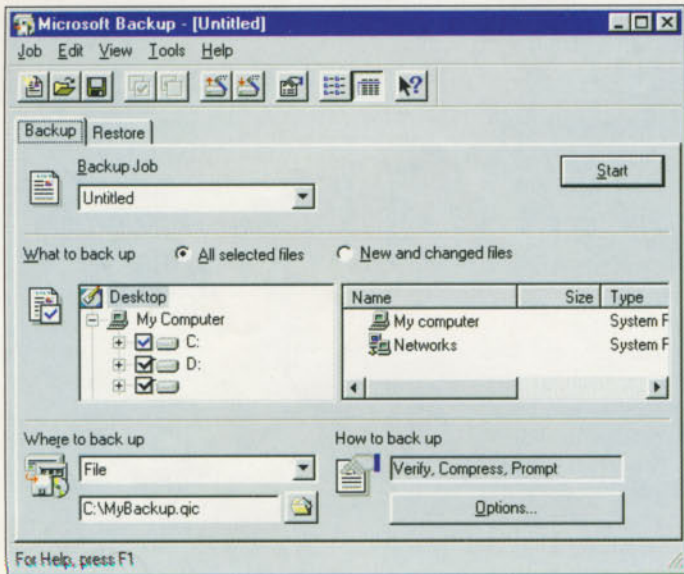 Microsoft Backup - [Untitled]
Job Edit View Tools Help
Backup Restore
Backup Job
Start
Untitled
What to back up All selected files New and changed files
Desktop
My Computer
C:
D:
Name Size Type
My computer System F
Networks System F
Where to back up
File
C:\MyBackup.qic
How to back up
Verify, Compress, Prompt
Options...
For Help, press F1